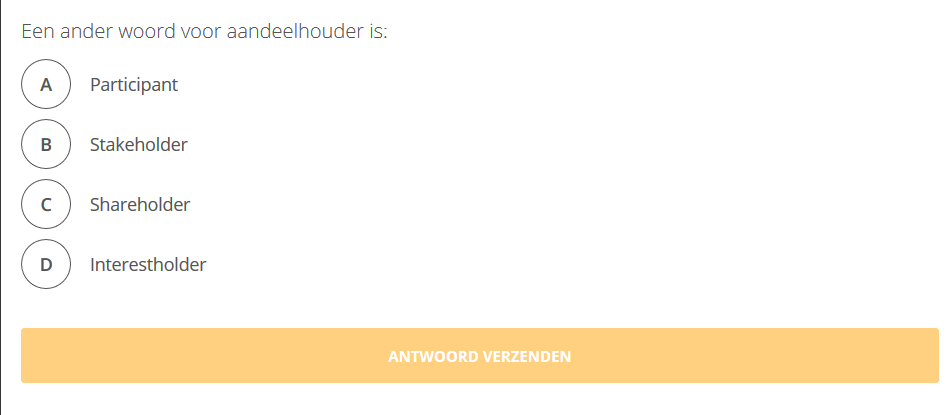 Een ander woord voor aandeelhouder is:
A Participant
B Stakeholder
C Shareholder
D Interestholder
ANTWOORD VERZENDEN